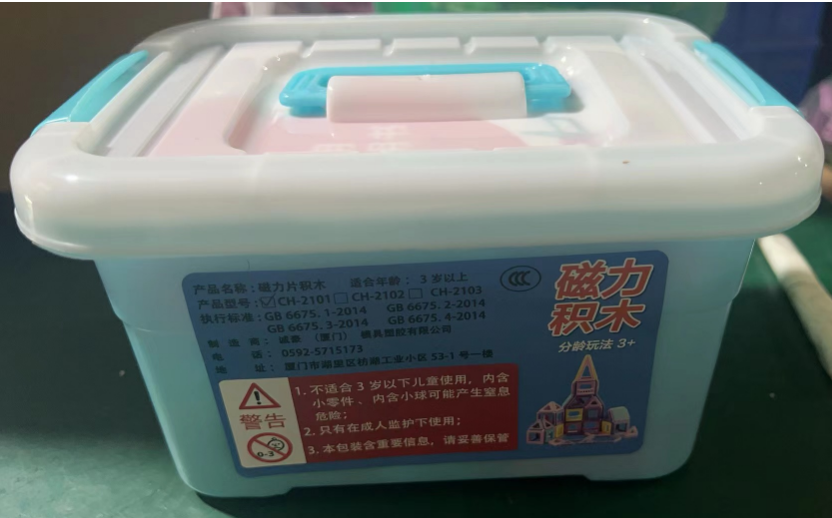 产品名称：磁力片积木 适合年龄：3 岁以上
产品型号：☑CH-2101□CH-2102□ CH-2103
执行标准：GB 6675.1-2014 GB 6675.2-2014
GB 6675.3-2014 GB 6675.4-2014
制 造 商：诚豪（厦门）模具塑胶有限公司
电 话：0592-5715173
地 址：厦门市湖里区枋湖工业小区 53-1 号一楼
CCC
磁力
积木
分龄玩法 3+
警告
0-3
1. 不适合 3 岁以下儿童使用，内含
小零件、内含小球可能产生窒息
危险；
2. 只有在成人监护下使用；
3. 本包装含重要信息，请妥善保管